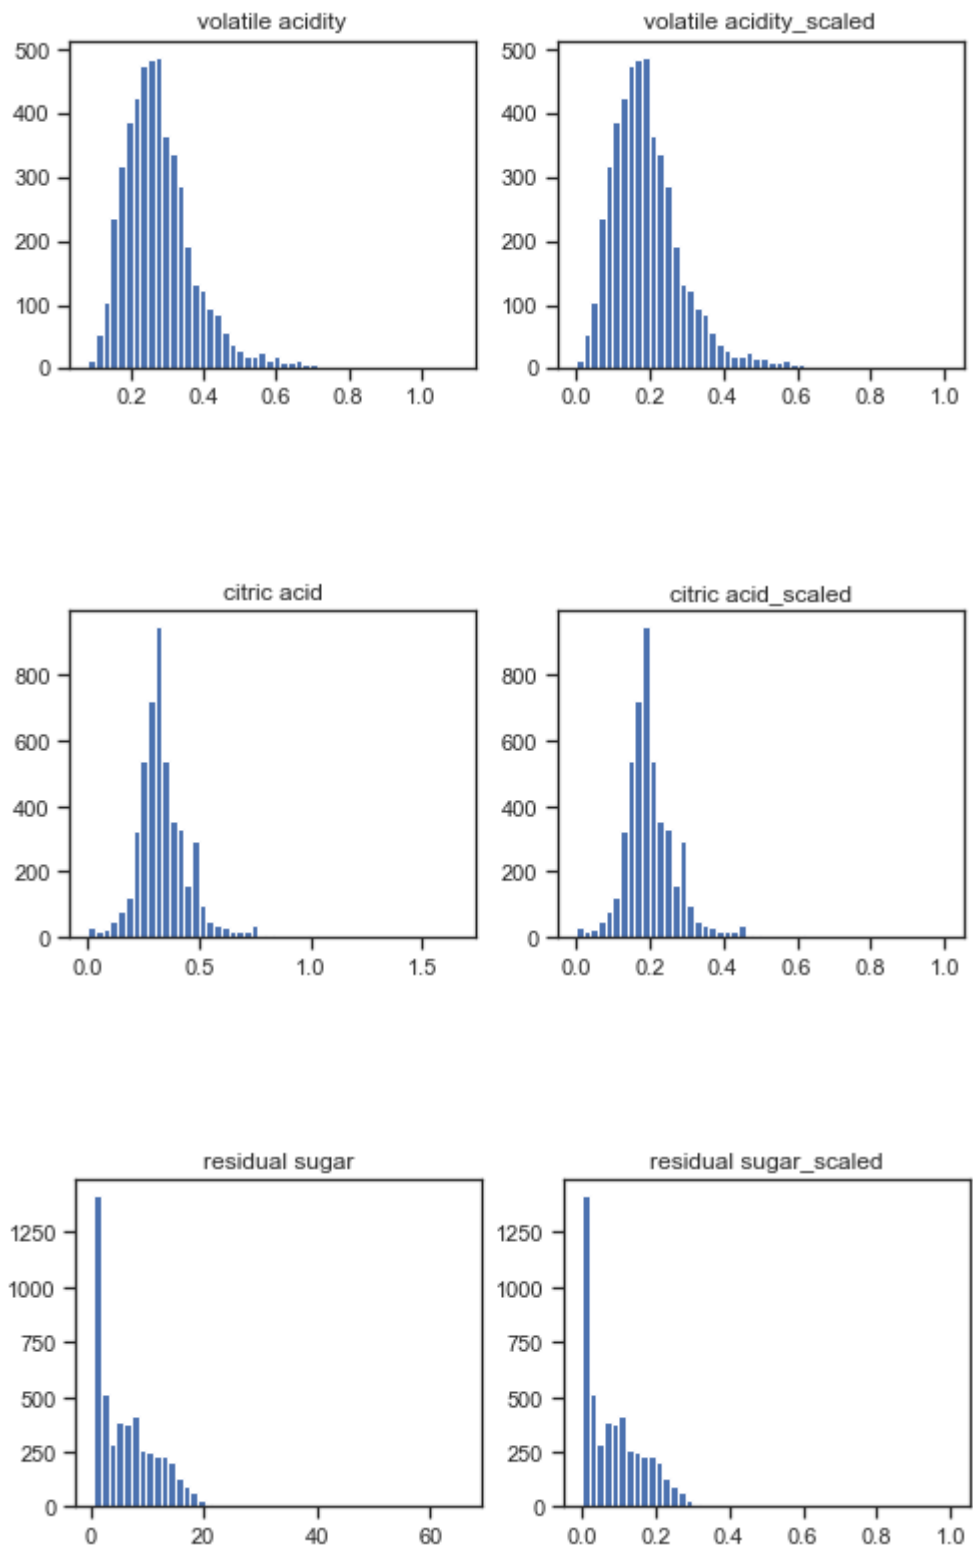 volatile acidity
500
400
300
200
100
0
0.2 0.4 0.6 0.8 1.0
volatile acidity_scaled
500
400
300
200
100
0
0.0 0.2 0.4 0.6 0.8 1.0
citric acid
800
600
400
200
0
0.0 0.5 1.0 1.5
citric acid_scaled
800
600
400
200
0
0.0 0.2 0.4 0.6 0.8 1.0
residual sugar
1250
1000
750
500
250
0
0 20 40 60
residual sugar_scaled
1250
1000
750
500
250
0
0.0 0.2 0.4 0.6 0.8 1.0